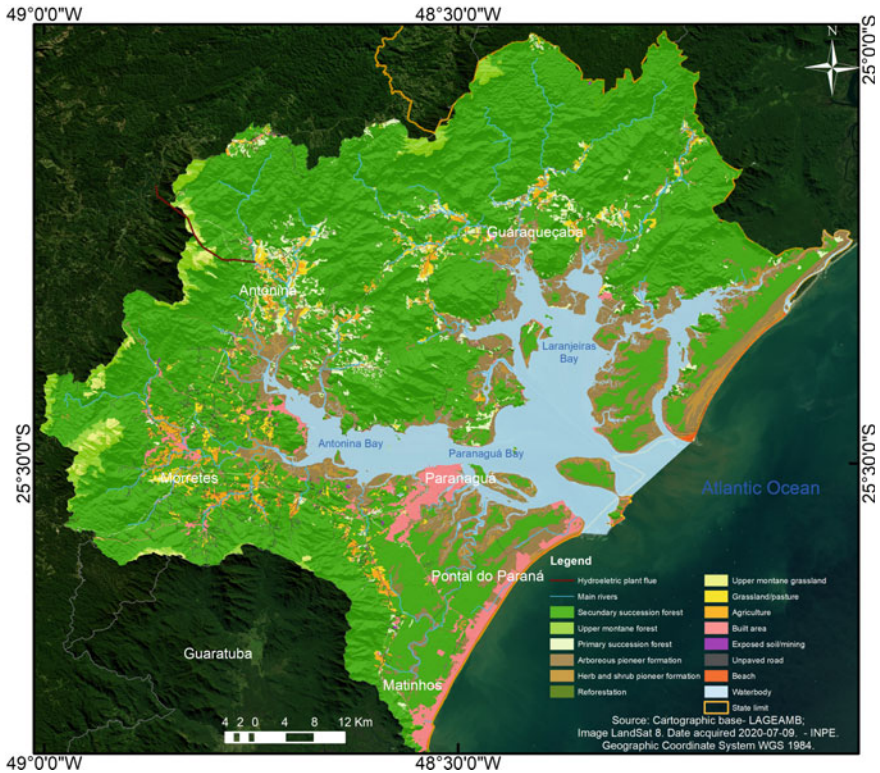 49°0'0"W
48°30'0"W
25°0'0"S
N
Guaraqueçaba
Antonina
Laranjeiras
Bay
Antonina Bay
Paranaguá Bay
25°30'0"S
25°30'0"S
Morretes
Paranaguá
Atlantic Ocean
Pontal do Paraná
Guaratuba
Matinhos
Legend
Hydroeletric plant flue
Main rivers
Secundary succession forest
Upper montane forest
Primary succession forest
Arboreous pioneer formation
Herb and shrub pioneer formation
Reforestation
Upper montane grassland
Grassland/pasture
Agriculture
Built area
Exposed soil/mining
Unpaved road
Beach
Waterbody
State limit
4 2 0 4 8 12 Km
Source: Cartographic base- LAGEAMB;
Image LandSat 8. Date acquired 2020-07-09. - INPE.
Geographic Coordinate System WGS 1984.
49°0'0"W
48°30'0"W